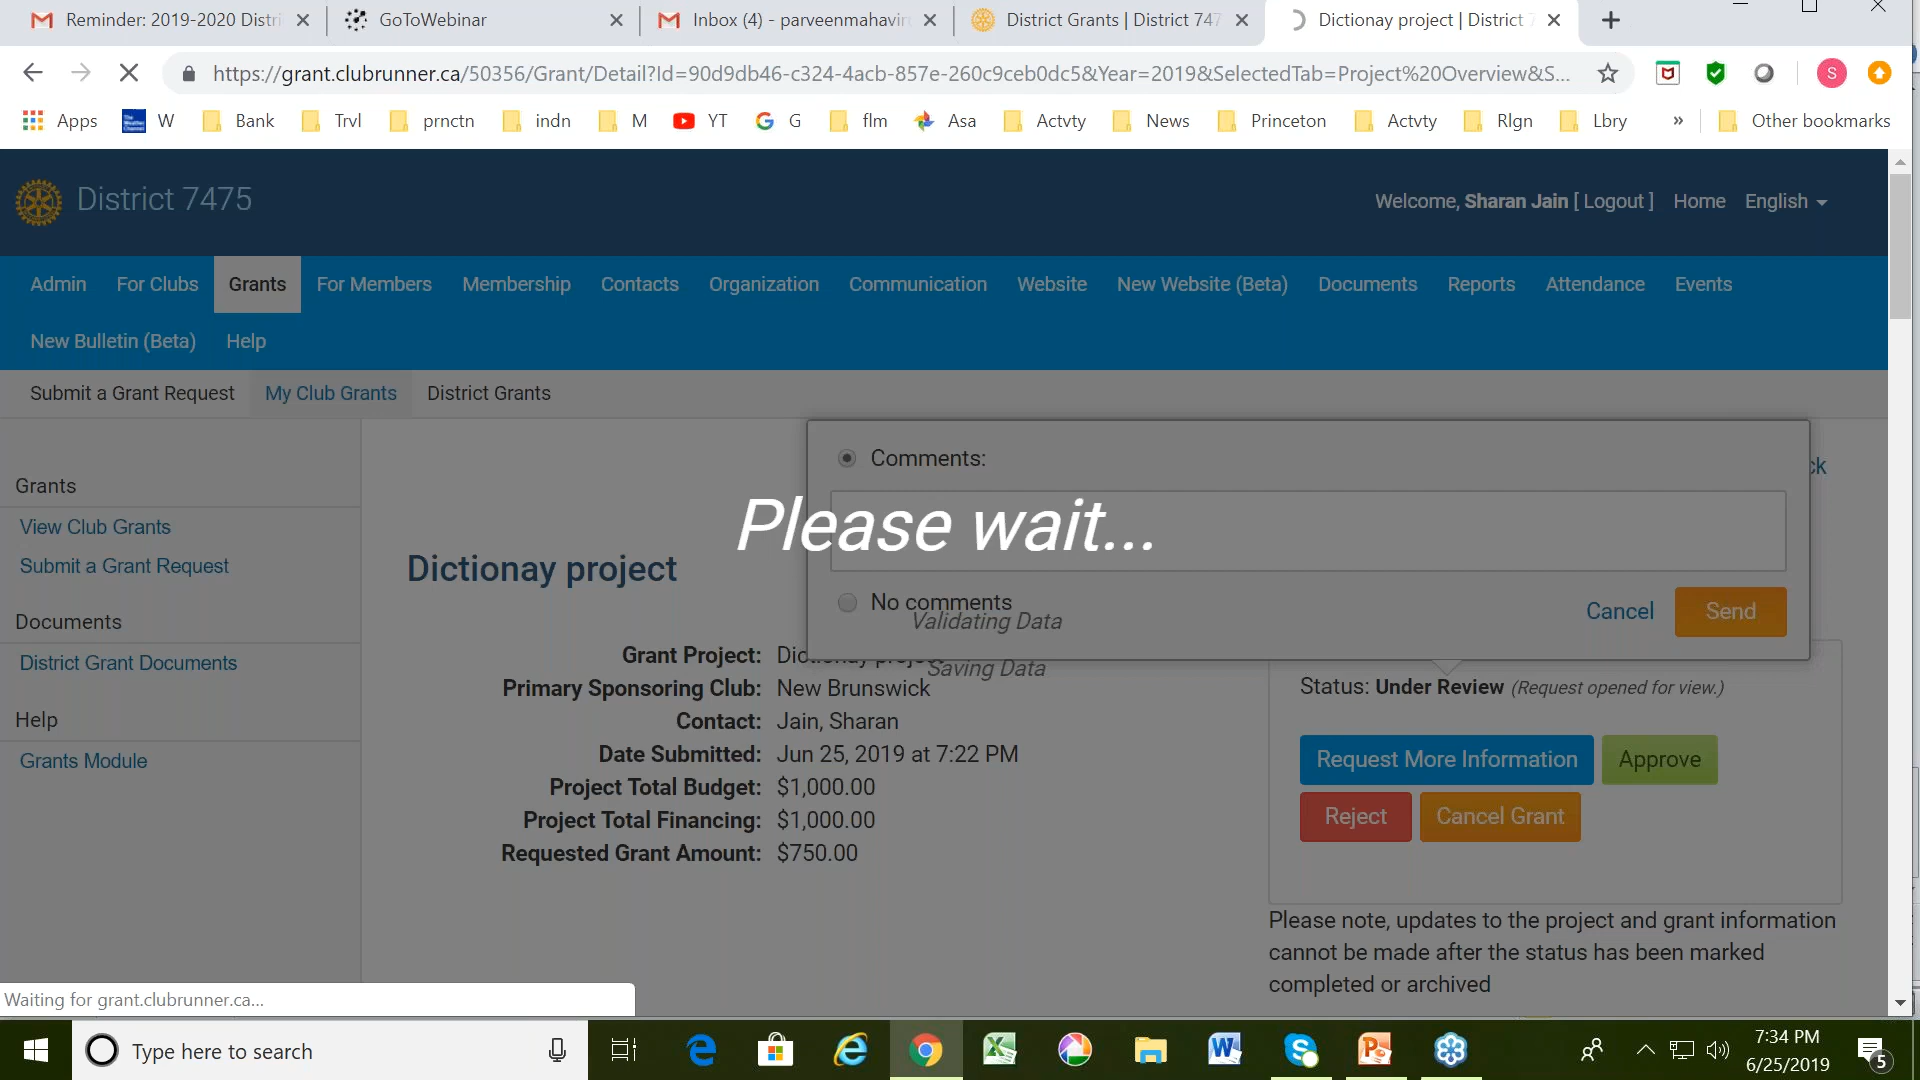 Reminder: 2019-2020 Distri
GoToWebinar
Inbox (4) - parveenmahavir
District Grants | District 747
Dictionay project | District 7
https://grant.clubrunner.ca/50356/Grant/Detail?Id=90d9db46-c324-4acb-857e-260c9ceb0dc5&Year=2019&SelectedTab=Project%20Overview&S...
S
Apps
W
Bank
Trvl
prnctn
indn
M
YT
G
flm
Asa
Actvty
News
Princeton
Actvty
Rlgn
Lbry
»
Other bookmarks
District 7475
Welcome, Sharan Jain [ Logout ] Home English
Admin For Clubs Grants For Members Membership Contacts Organization Communication Website New Website (Beta) Documents Reports Attendance Events
New Bulletin (Beta) Help
Submit a Grant Request My Club Grants District Grants
Grants
View Club Grants
Submit a Grant Request
Documents
District Grant Documents
Help
Grants Module
Comments:
ck
Please wait...
Dictionay project
No comments
Validating Data
Cancel Send
Saving Data
Grant Project: Dictionay project
Primary Sponsoring Club: New Brunswick
Contact: Jain, Sharan
Date Submitted: Jun 25, 2019 at 7:22 PM
Project Total Budget: $1,000.00
Project Total Financing: $1,000.00
Requested Grant Amount: $750.00
Status: Under Review (Request opened for view.)
Request More Information Approve
Reject Cancel Grant
Please note, updates to the project and grant information
cannot be made after the status has been marked
completed or archived
Waiting for grant.clubrunner.ca...
Type here to search
7:34 PM
6/25/2019
5